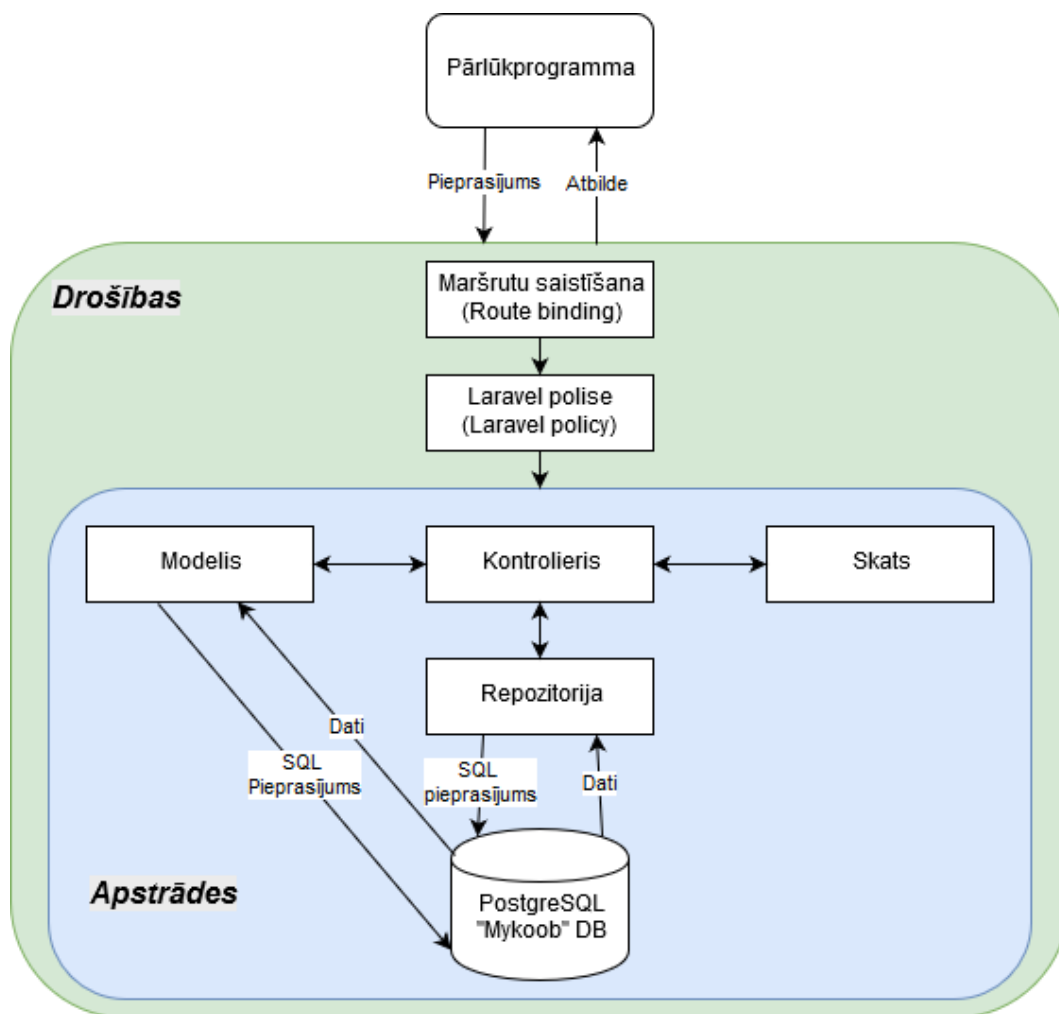 Pārlūkprogramma
Pieprasījums
Atbilde
Drošības
Maršrutu saistīšana
(Route binding)
Laravel polise
(Laravel policy)
Modelis
Kontrolieris
Skats
Repozitorija
Dati
SQL
Pieprasījums
SQL
pieprasījums
Dati
Apstrādes
PostgreSQL
"Mykoob" DB